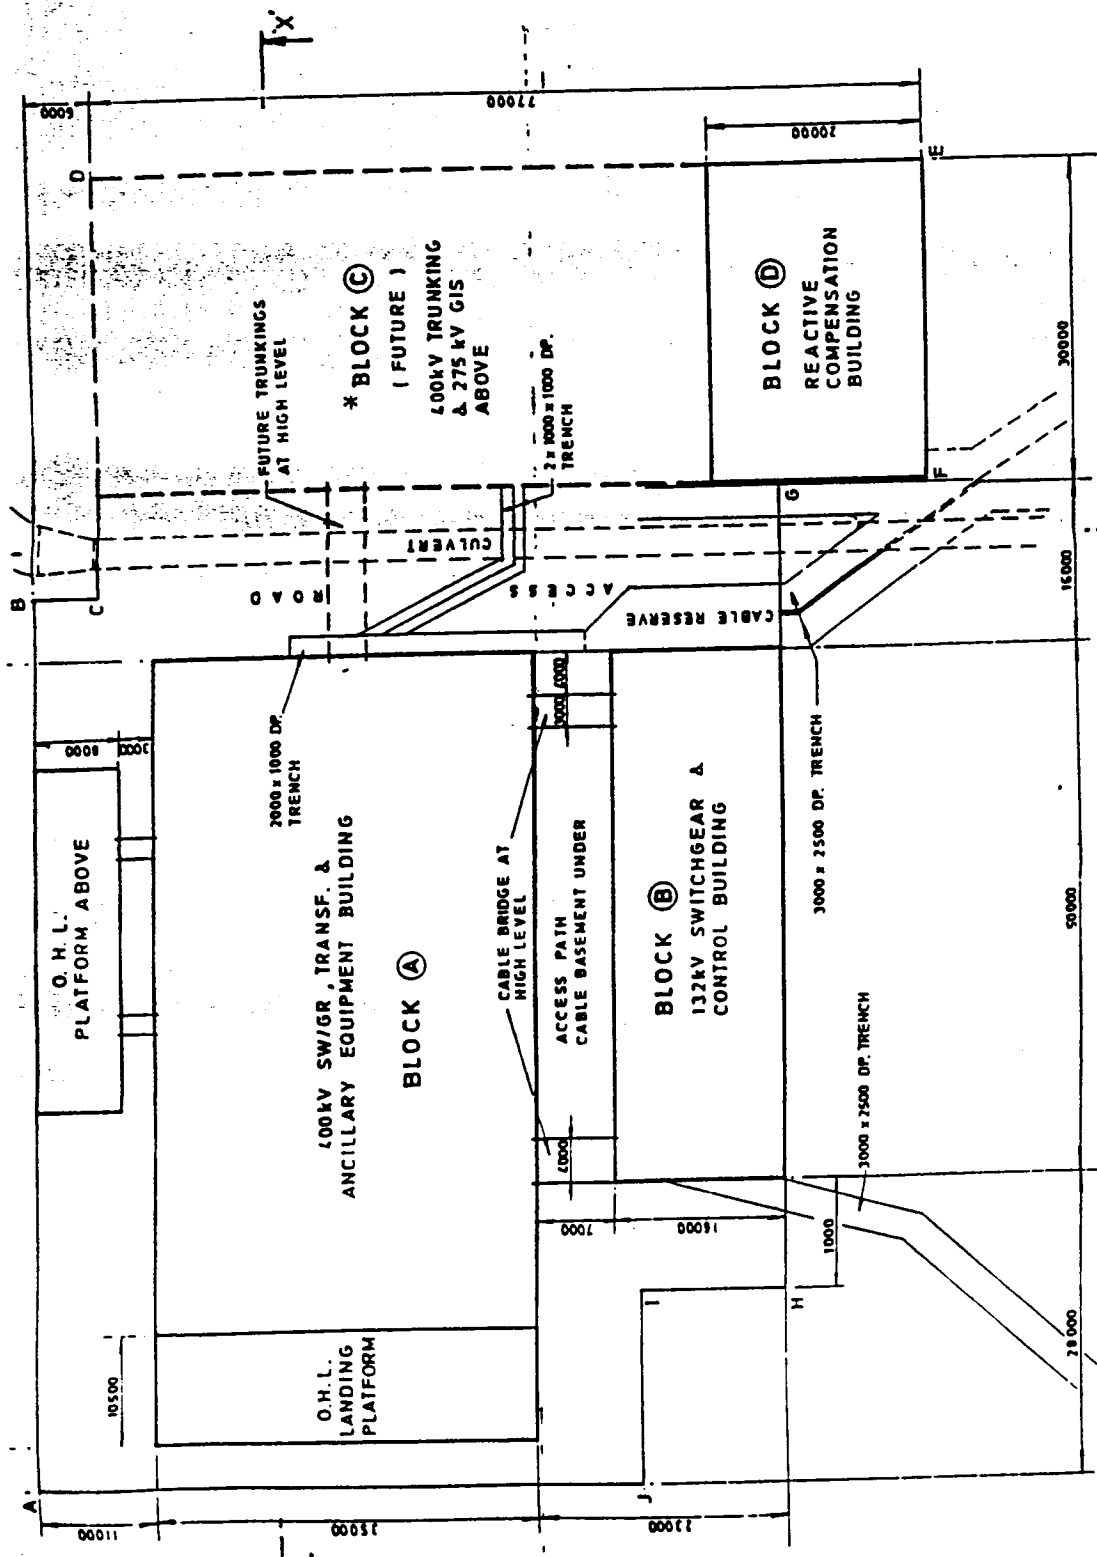 'X'
A
B
C
D
E
F
G
H
I
J
6000
77000
20000
FUTURE TRUNKINGS
AT HIGH LEVEL
* BLOCK C
( FUTURE )
400kV TRUNKING
& 275 kV GIS
ABOVE
2 x 1000 x 1000 DP.
TRENCH
BLOCK D
REACTIVE
COMPENSATION
BUILDING
30000
16000
50000
28000
CULVERT
ACCESS
ROAD
CABLE RESERVE
2000 x 1000 DP.
TRENCH
8000
3000
O. H. L.
PLATFORM ABOVE
400kV SW/GR, TRANSF. &
ANCILLARY EQUIPMENT BUILDING
BLOCK A
CABLE BRIDGE AT
HIGH LEVEL
3000
4000
ACCESS PATH
CABLE BASEMENT UNDER
4000
BLOCK B
132kV SWITCHGEAR &
CONTROL BUILDING
3000 x 2500 DP. TRENCH
3000 x 2500 DP. TRENCH
7000
16000
1000
10500
O.H.L.
LANDING
PLATFORM
11000
35000
23000